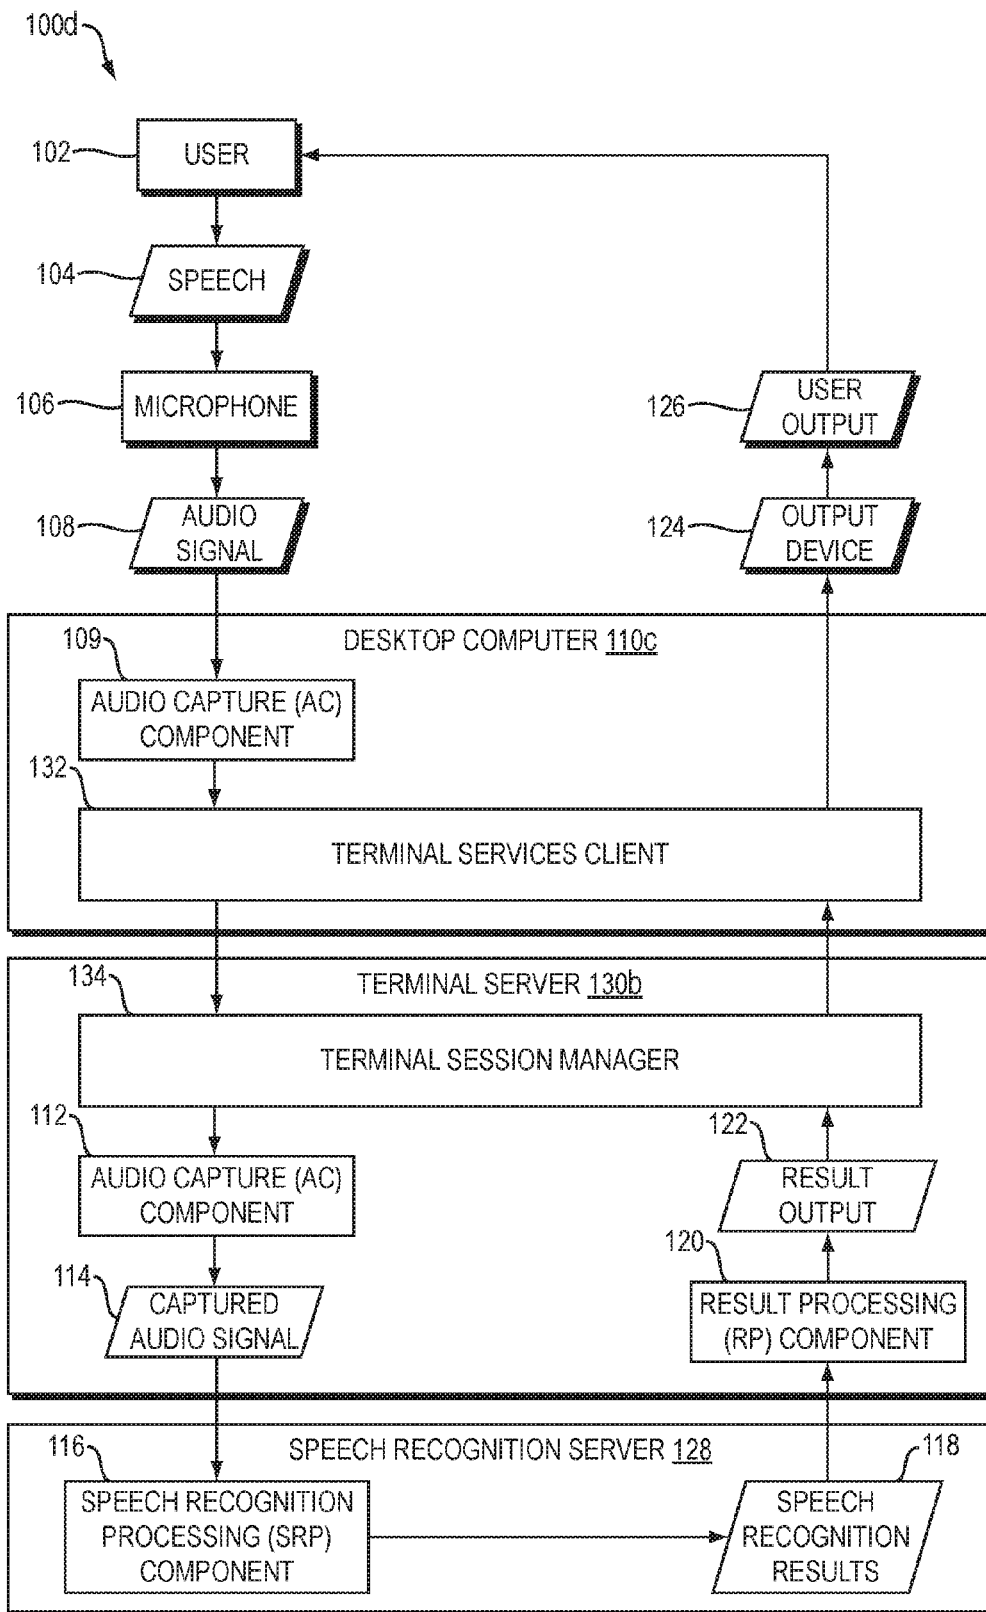 100d
102
USER
104
SPEECH
106
MICROPHONE
126
USER
OUTPUT
108
AUDIO
SIGNAL
124
OUTPUT
DEVICE
DESKTOP COMPUTER 110c
109
AUDIO CAPTURE (AC)
COMPONENT
132
TERMINAL SERVICES CLIENT
134
TERMINAL SERVER 130b
TERMINAL SESSION MANAGER
112
AUDIO CAPTURE (AC)
COMPONENT
122
RESULT
OUTPUT
114
CAPTURED
AUDIO SIGNAL
120
RESULT PROCESSING
(RP) COMPONENT
116
SPEECH RECOGNITION SERVER 128
118
SPEECH RECOGNITION
PROCESSING (SRP)
COMPONENT
SPEECH
RECOGNITION
RESULTS